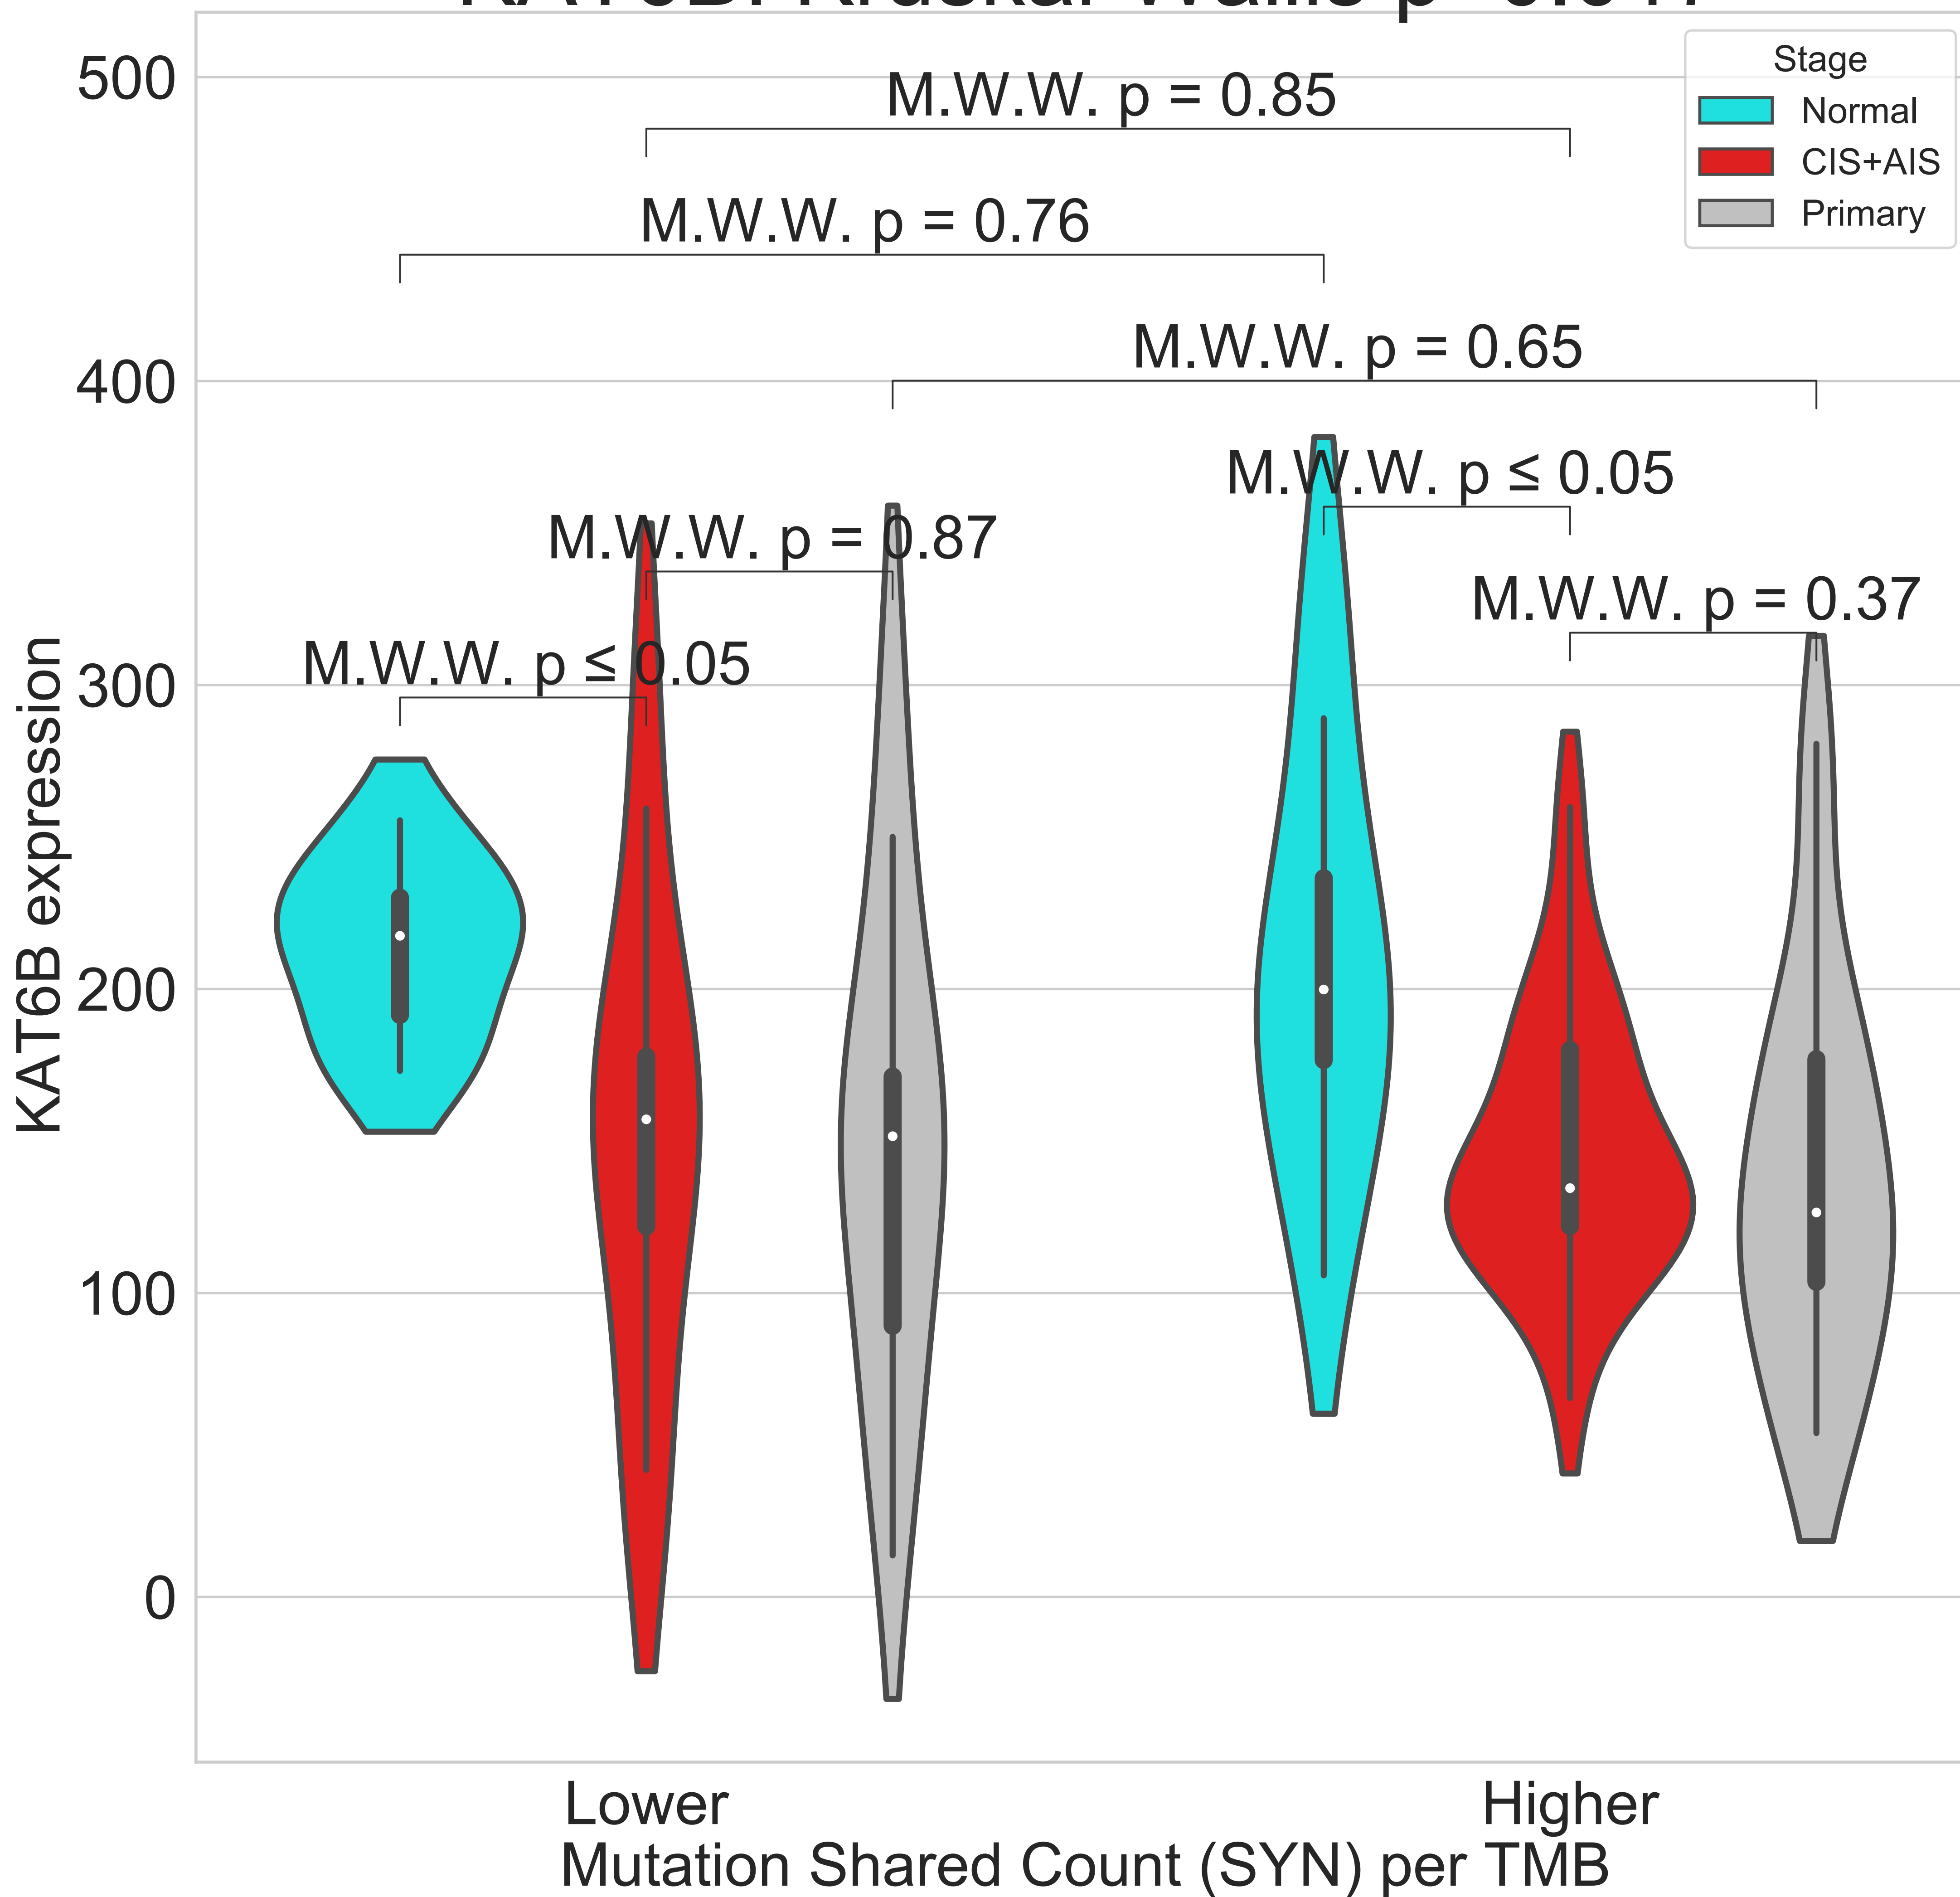 500
400
300
200
100
0
KAT6B expression
Stage
Normal
CIS+AIS
Primary
M.W.W. p = 0.85
M.W.W. p = 0.76
M.W.W. p = 0.65
M.W.W. p ≤ 0.05
M.W.W. p = 0.87
M.W.W. p = 0.37
M.W.W. p ≤ 0.05
Lower
Higher
Mutation Shared Count (SYN) per TMB